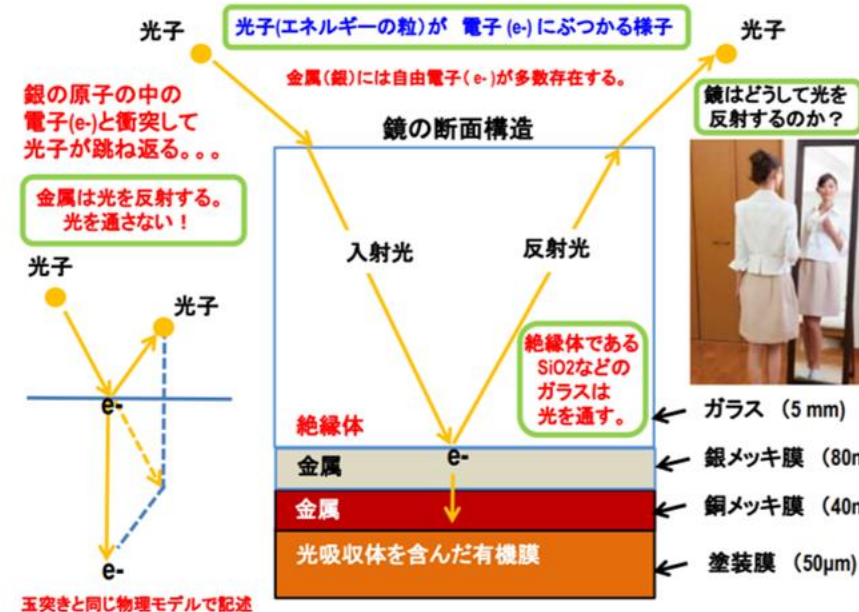 光子
光子(エネルギーの粒)が 電子 (e-) にぶつかる様子
光子
金属(銀)には自由電子( e- )が多数存在する。
銀の原子の中の
電子(e-)と衝突して
光子が跳ね返る。。。
鏡はどうして光を
反射するのか？
鏡の断面構造
金属は光を反射する。
光を通さない！
入射光
反射光
光子
光子
絶縁体である
SiO2などの
ガラスは
光を通す。
e-
絶縁体
ガラス (5 mm)
金属
e-
銀メッキ膜 (80n
金属
銅メッキ膜 (40n
光吸収体を含んだ有機膜
塗装膜 (50μm)
e-
玉突きと同じ物理モデルで記述